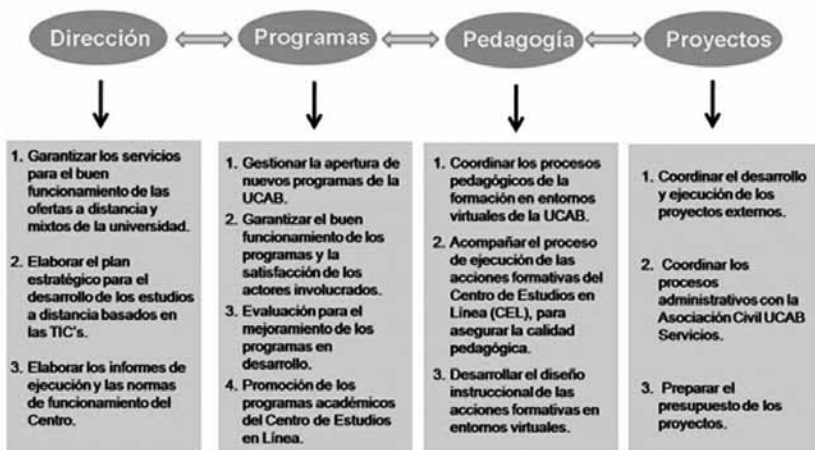 Dirección
Programas
Pedagogía
Proyectos
1. Garantizar los servicios
para el buen
funcionamiento de las
ofertas a distancia y
mixtos de la universidad.
2. Elaborar el plan
estratégico para el
desarrollo de los estudios
a distancia basados en
las TIC's.
3. Elaborar los informes de
ejecución y las normas
de funcionamiento del
Centro.
1. Gestionar la apertura de
nuevos programas de la
UCAB.
2. Garantizar el buen
funcionamiento de los
programas y la
satisfacción de los
actores involucrados.
3. Evaluación para el
mejoramiento de los
programas en
desarrollo.
4. Promoción de los
programas académicos
del Centro de Estudios
en Línea.
1. Coordinar los procesos
pedagógicos de la
formación en entornos
virtuales de la UCAB.
2. Acompañar el proceso
de ejecución de las
acciones formativas del
Centro de Estudios en
Línea (CEL), para
asegurar la calidad
pedagógica.
3. Desarrollar el diseño
instruccional de las
acciones formativas en
entornos virtuales.
1. Coordinar el desarrollo
y ejecución de los
proyectos externos.
2. Coordinar los
procesos
administrativos con la
Asociación Civil UCAB
Servicios.
3. Preparar el
presupuesto de los
proyectos.